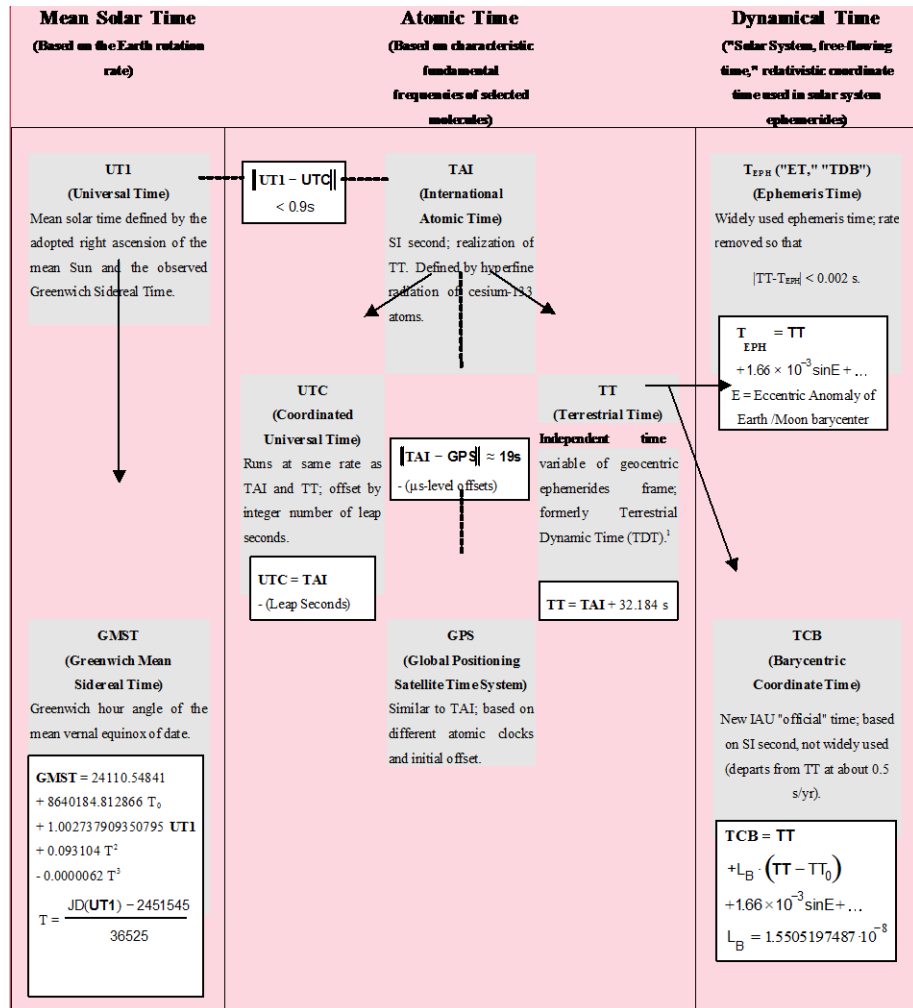 Mean Solar Time
(Based on the Earth rotation
rate)
Atomic Time
(Based on characteristic
fundamental
frequencies of selected
molecules)
Dynamical Time
("Solar System, free-flowing
time," relativistic coordinate
time used in solar system
ephemerides)
UT1
(Universal Time)
Mean solar time defined by the
adopted right ascension of the
mean Sun and the observed
Greenwich Sidereal Time.
‖UT1 − UTC‖
< 0.9s
TAI
(International
Atomic Time)
SI second; realization of
TT. Defined by hyperfine
radiation of cesium-133
atoms.
T_EPH ("ET," "TDB")
(Ephemeris Time)
Widely used ephemeris time; rate
removed so that
|TT-T_EPH| < 0.002 s.
T_EPH = TT
+1.66 × 10⁻³ sinE + ...
E = Eccentric Anomaly of
Earth /Moon barycenter
UTC
(Coordinated
Universal Time)
Runs at same rate as
TAI and TT; offset by
integer number of leap
seconds.
UTC = TAI
- (Leap Seconds)
‖TAI − GPS‖ ≈ 19s
- (µs-level offsets)
TT
(Terrestrial Time)
Independent time
variable of geocentric
ephemerides frame;
formerly Terrestrial
Dynamic Time (TDT).¹
TT = TAI + 32.184 s
GMST
(Greenwich Mean
Sidereal Time)
Greenwich hour angle of the
mean vernal equinox of date.
GMST = 24110.54841
+ 8640184.812866 T₀
+ 1.002737909350795 UT1
+ 0.093104 T²
- 0.0000062 T³
T = JD(UT1) − 2451545
36525
GPS
(Global Positioning
Satellite Time System)
Similar to TAI; based on
different atomic clocks
and initial offset.
TCB
(Barycentric
Coordinate Time)
New IAU "official" time; based
on SI second, not widely used
(departs from TT at about 0.5
s/yr).
TCB = TT
+L_B · (TT − TT₀)
+1.66 × 10⁻³ sinE + ...
L_B = 1.5505197487·10⁻⁸